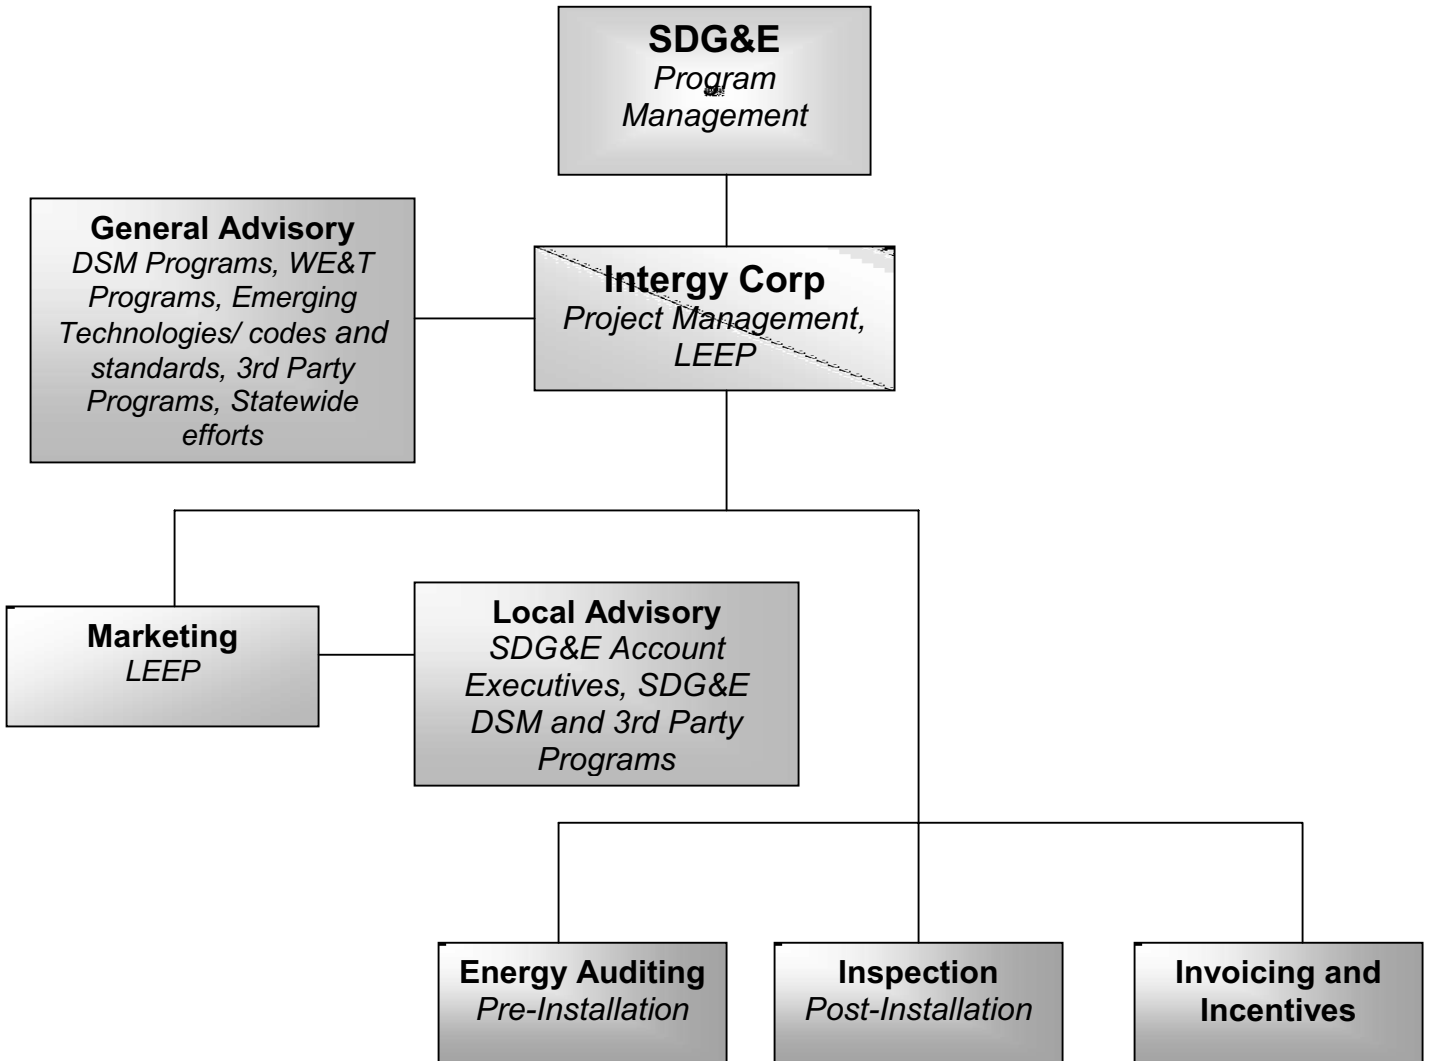 SDG&E
Program
Management
General Advisory
DSM Programs, WE&T
Programs, Emerging
Technologies/ codes and
standards, 3rd Party
Programs, Statewide
efforts
Intergy Corp
Project Management,
LEEP
Marketing
LEEP
Local Advisory
SDG&E Account
Executives, SDG&E
DSM and 3rd Party
Programs
Energy Auditing
Pre-Installation
Inspection
Post-Installation
Invoicing and
Incentives